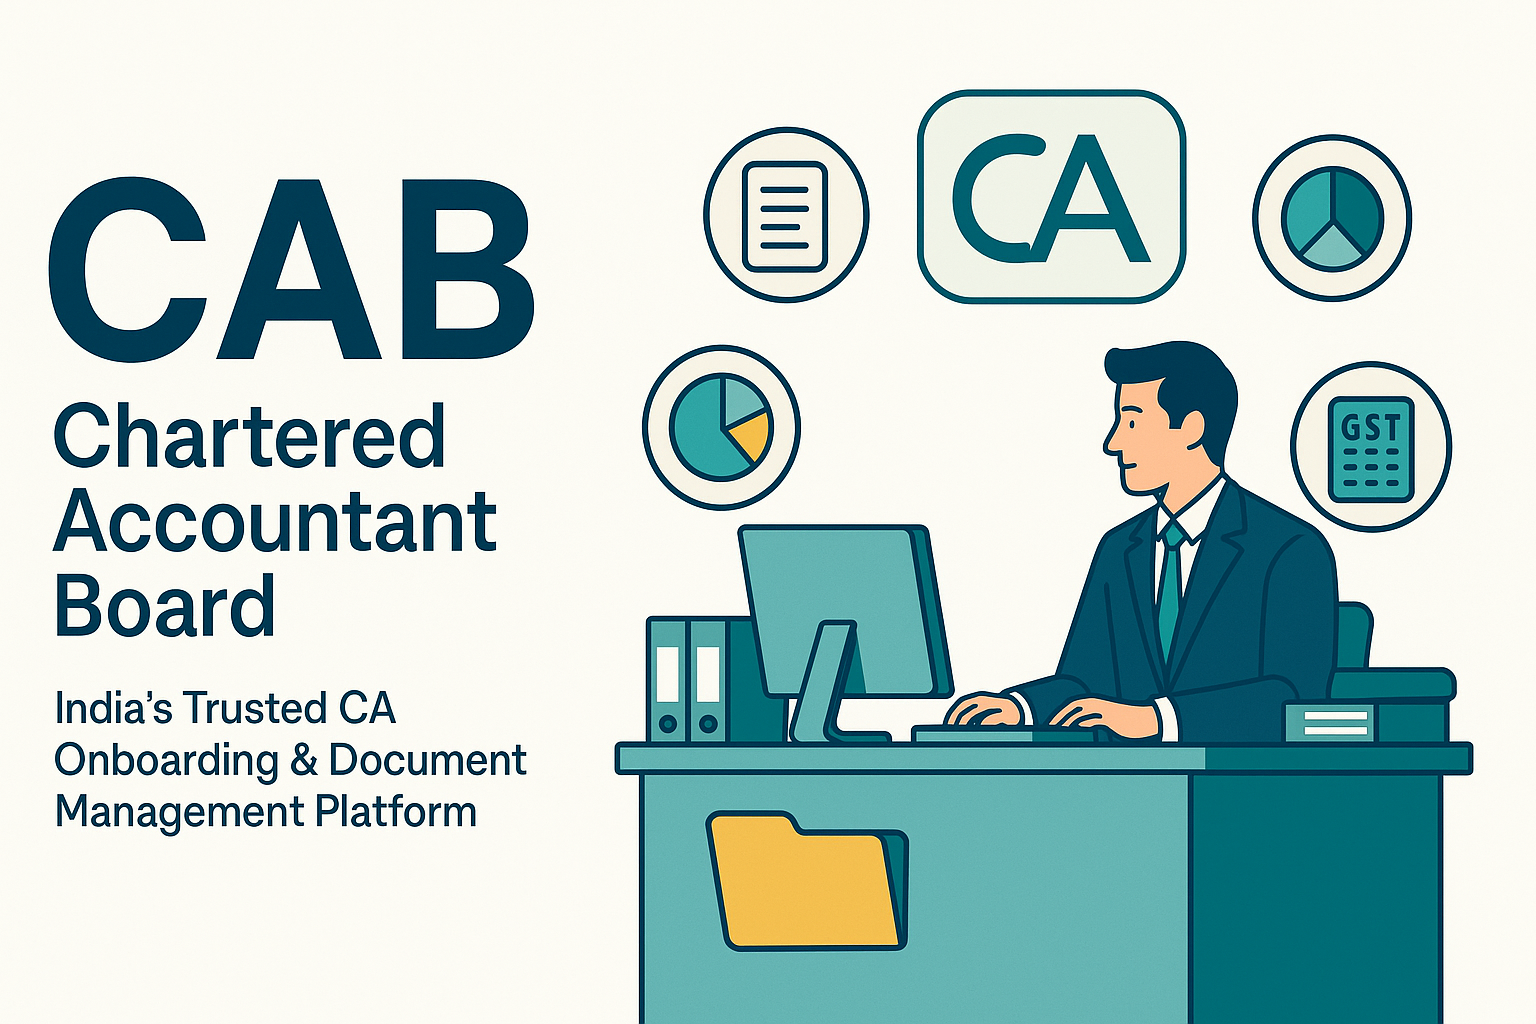 CAB
Chartered
Accountant
Board
India's Trusted CA
Onboarding & Document
Management Platform
CA
GST